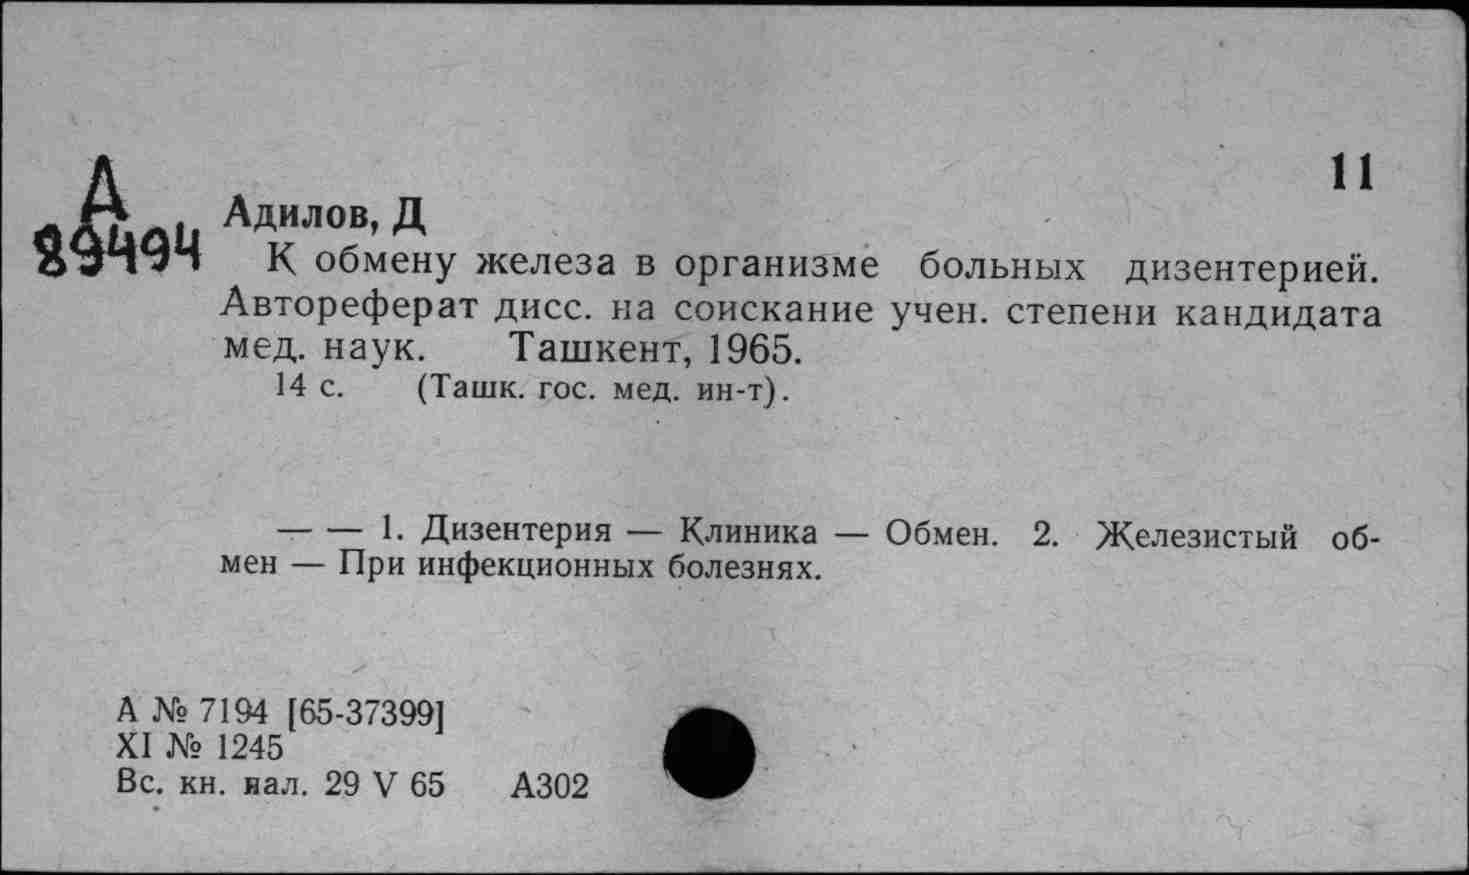 11
А
89494
Адилов, Д
К обмену железа в организме больных дизентерией.
Автореферат дисс. на соискание учен. степени кандидата
мед. наук. Ташкент, 1965.
14 с. (Ташк. гос. мед. ин-т).
— — 1. Дизентерия — Клиника — Обмен. 2. Железистый об-
мен — При инфекционных болезнях.
А № 7194 [65-37399]
XI № 1245
Вс. кн. пал. 29 V 65 А302